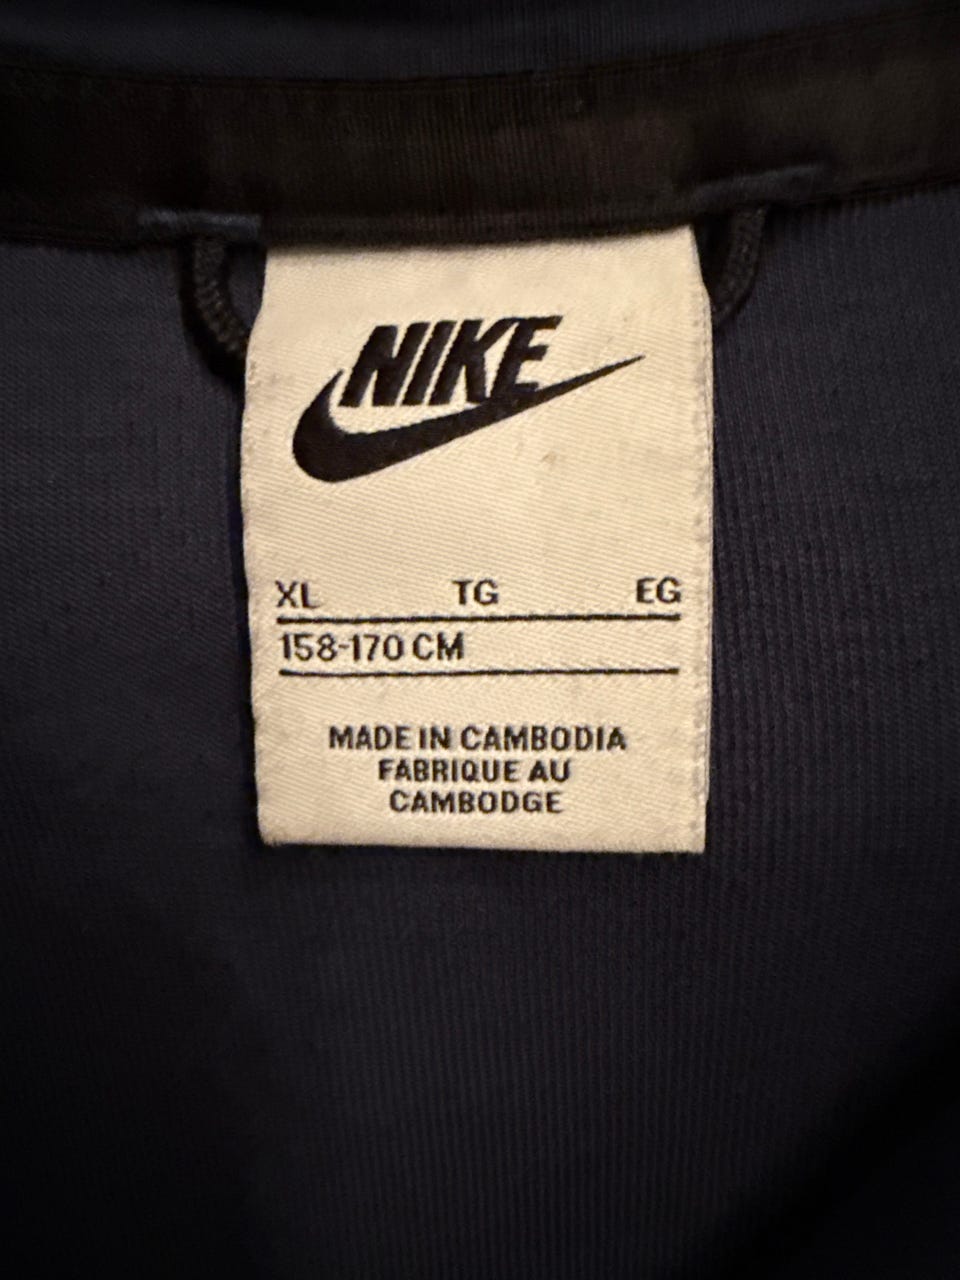 NIKE
XL TG EG
158-170 CM
MADE IN CAMBODIA
FABRIQUE AU
CAMBODGE